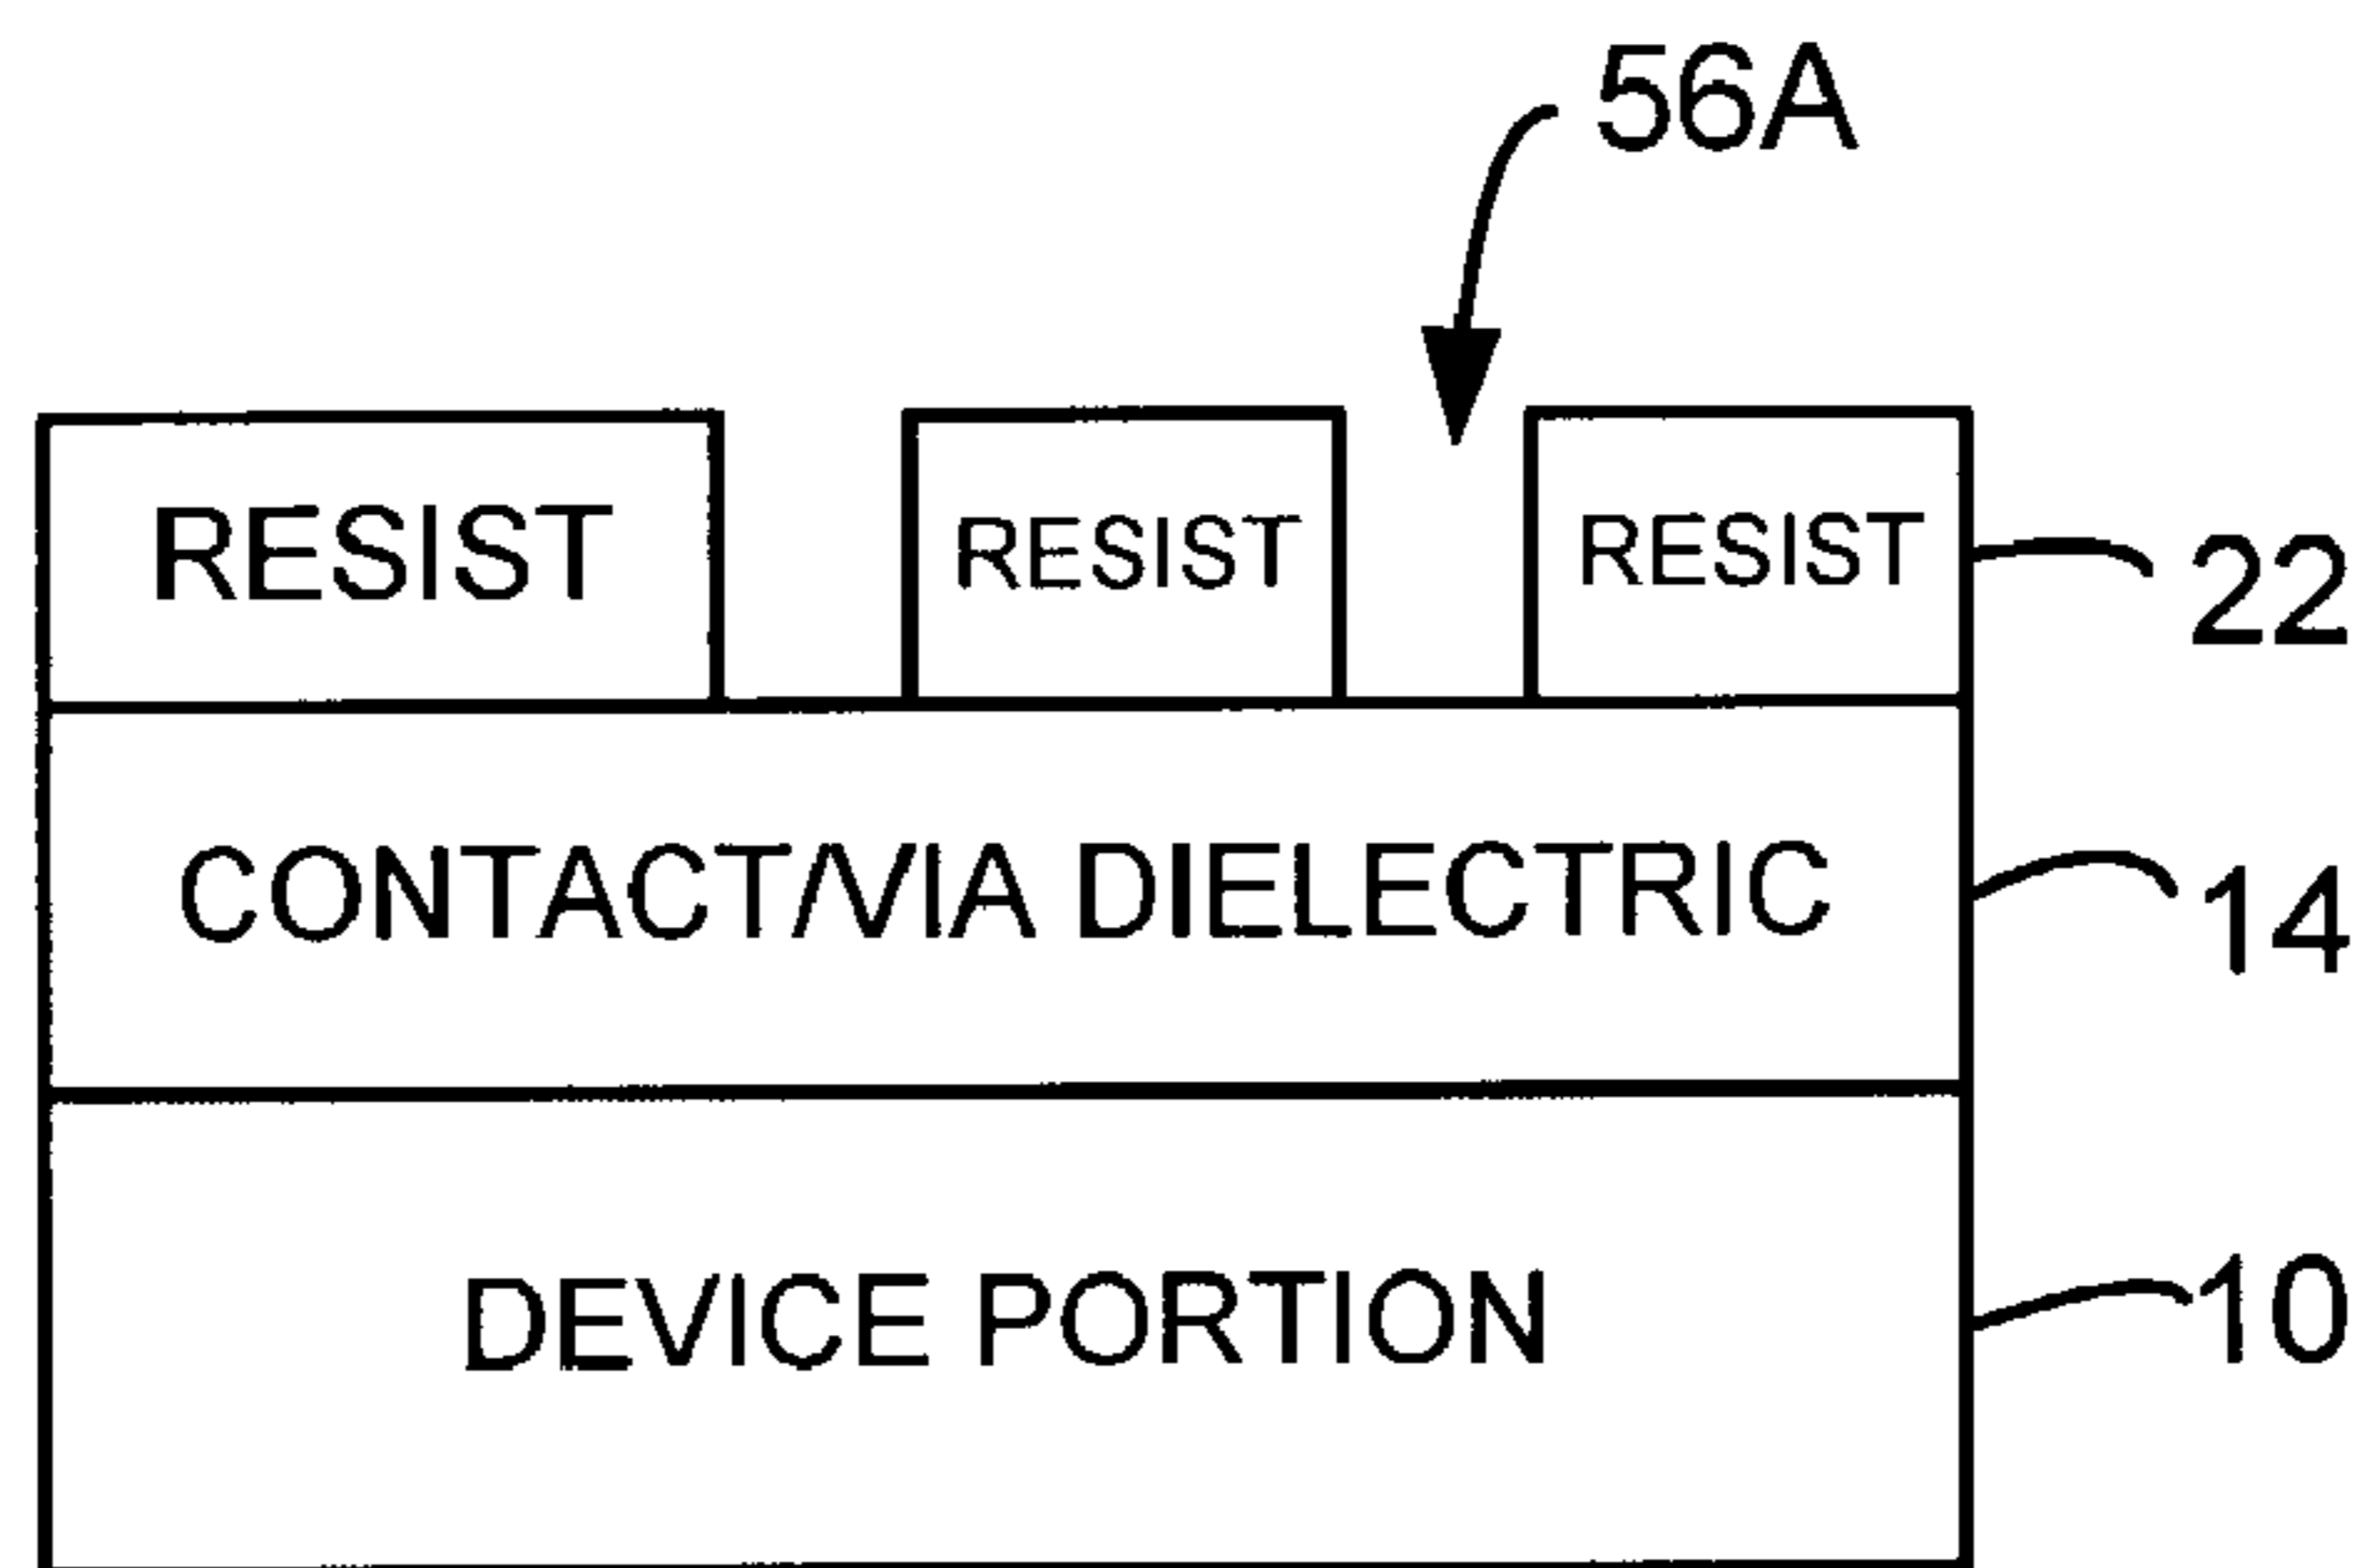 56A
RESIST RESIST RESIST 22
CONTACT/VIA DIELECTRIC 14
DEVICE PORTION 10